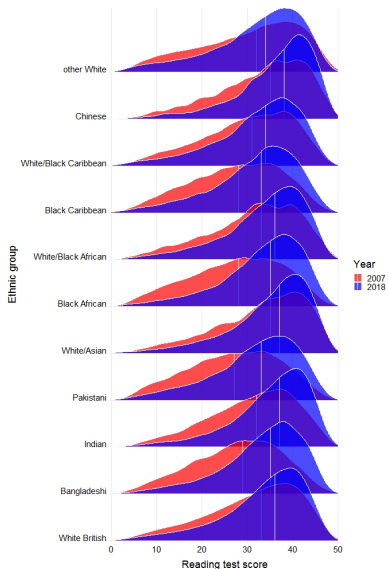 other White
Chinese
White/Black Caribbean
Black Caribbean
White/Black African
Black African
White/Asian
Pakistani
Indian
Bangladeshi
White British
Ethnic group
0 10 20 30 40 50
Reading test score
Year
2007
2018